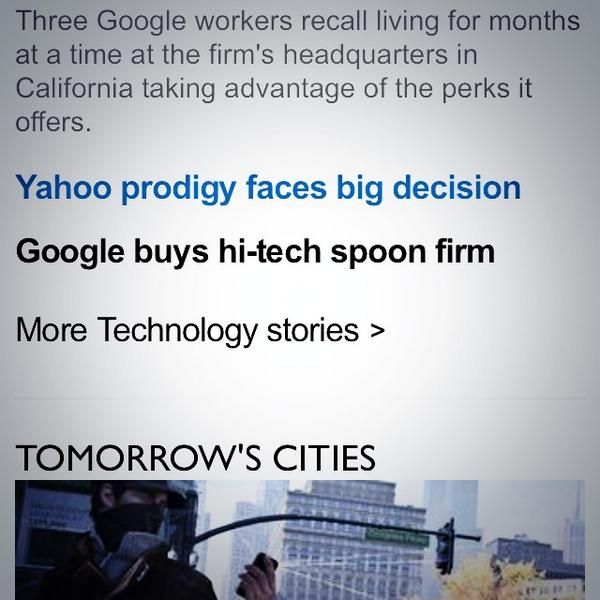 Three Google workers recall living for months
at a time at the firm's headquarters in
California taking advantage of the perks it
offers.
Yahoo prodigy faces big decision
Google buys hi-tech spoon firm
More Technology stories >
TOMORROW'S CITIES